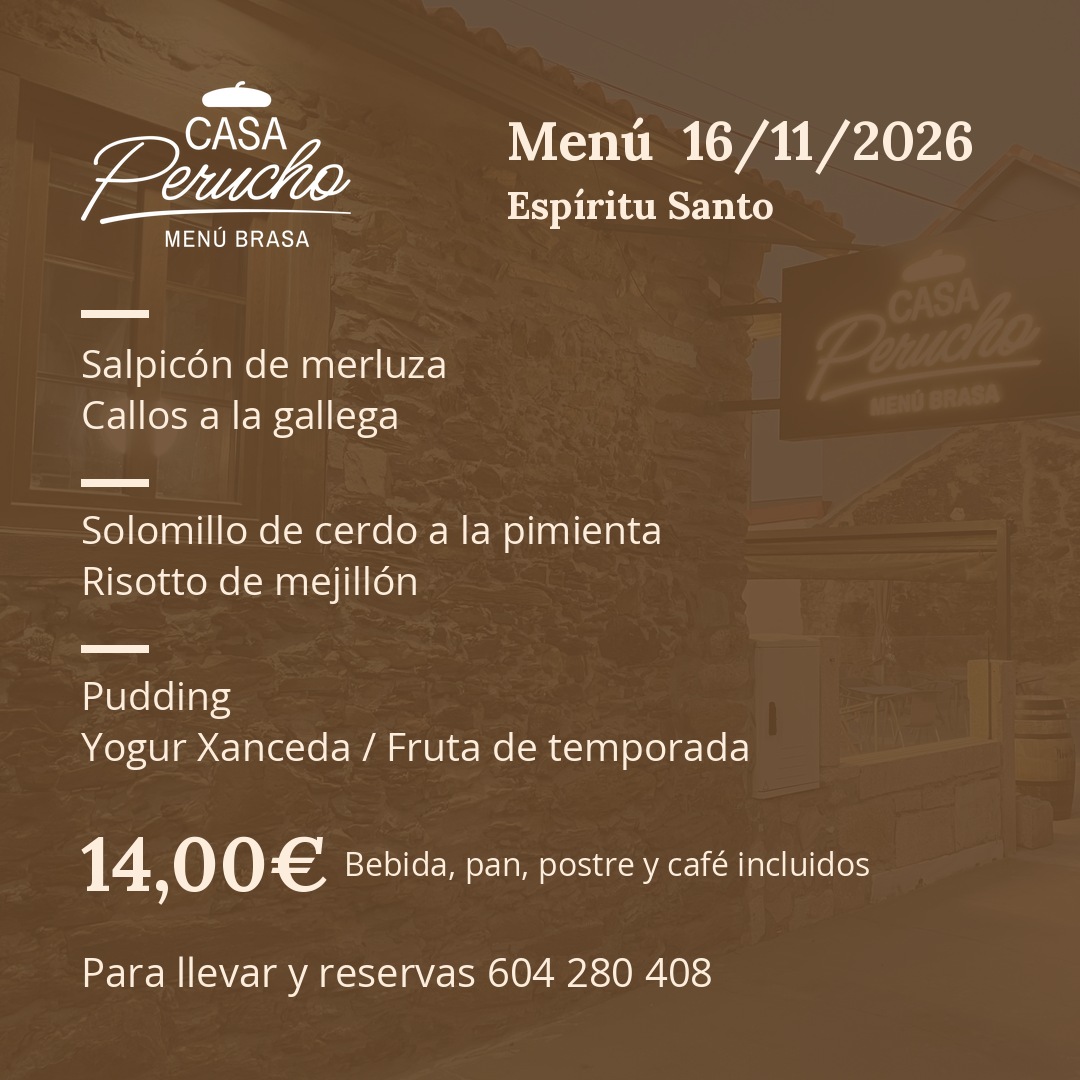 CASA
Perucho
MENÚ BRASA
Menú 16/11/2026
Espíritu Santo
CASA
Perucho
MENÚ BRASA
Salpicón de merluza
Callos a la gallega
Solomillo de cerdo a la pimienta
Risotto de mejillón
Pudding
Yogur Xanceda / Fruta de temporada
14,00€ Bebida, pan, postre y café incluidos
Para llevar y reservas 604 280 408